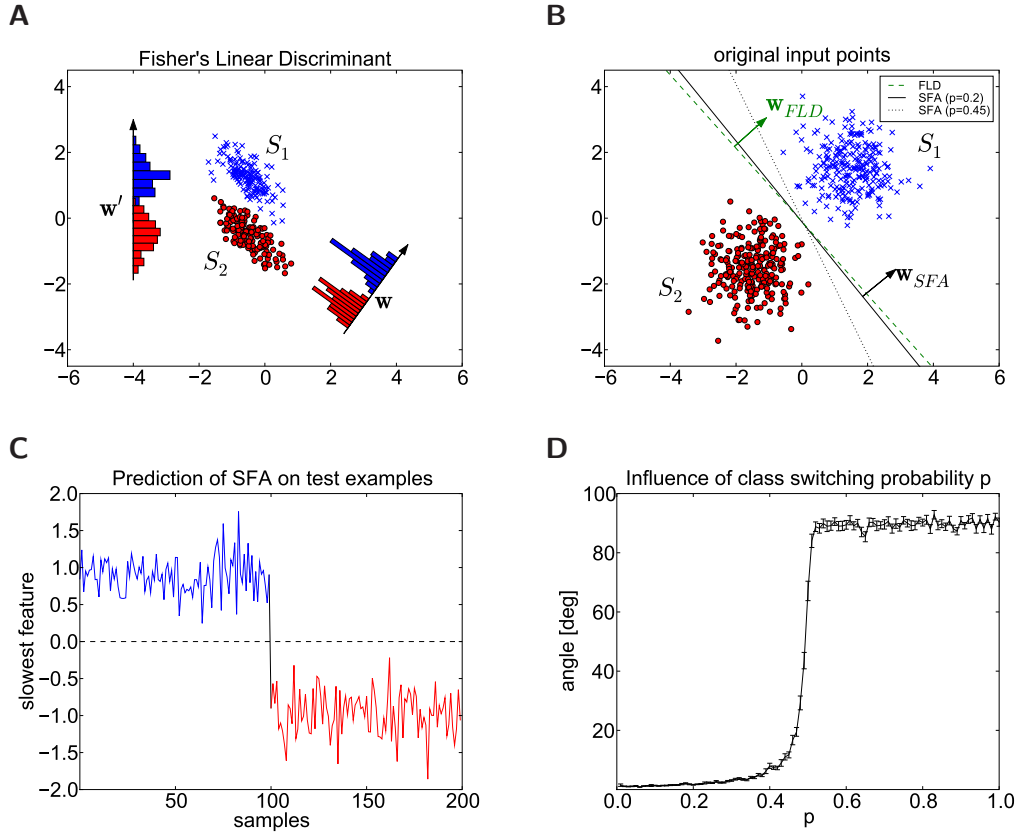 A
Fisher's Linear Discriminant
4
2
0
−2
−4
−6
−4
−2
0
2
4
6
w′
S1
S2
w
B
original input points
4
2
0
−2
−4
−6
−4
−2
0
2
4
6
FLD
SFA (p=0.2)
SFA (p=0.45)
wFLD
S1
S2
wSFA
C
Prediction of SFA on test examples
slowest feature
2.0
1.5
1.0
0.5
0.0
−0.5
−1.0
−1.5
−2.0
50
100
150
200
samples
D
Influence of class switching probability p
angle [deg]
100
80
60
40
20
0.0
0.2
0.4
0.6
0.8
1.0
p